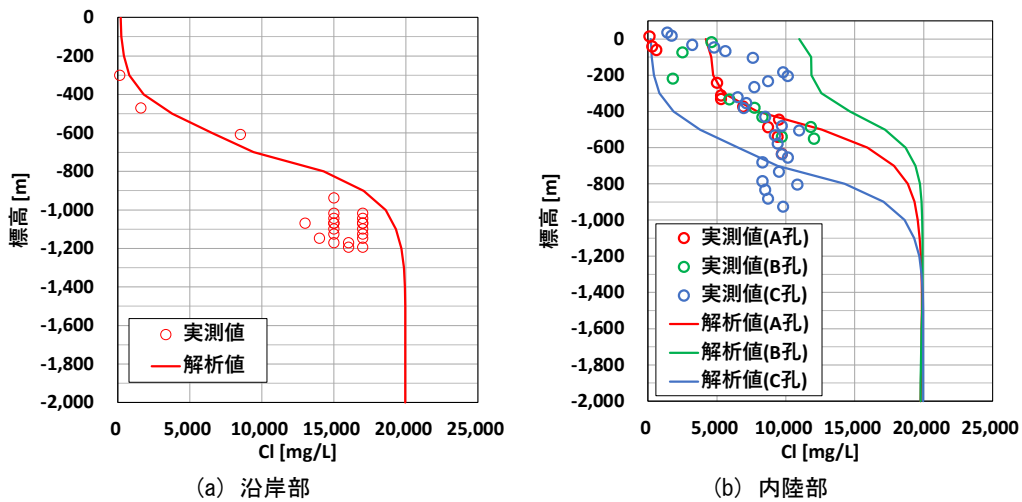 0
-200
-400
-600
-800
-1,000
-1,200
-1,400
-1,600
-1,800
-2,000
標高 [m]
実測値
解析値
0 5,000 10,000 15,000 20,000 25,000
Cl [mg/L]
(a) 沿岸部
0
-200
-400
-600
-800
-1,000
-1,200
-1,400
-1,600
-1,800
-2,000
標高 [m]
実測値(A孔)
実測値(B孔)
実測値(C孔)
解析値(A孔)
解析値(B孔)
解析値(C孔)
0 5,000 10,000 15,000 20,000 25,000
Cl [mg/L]
(b) 内陸部